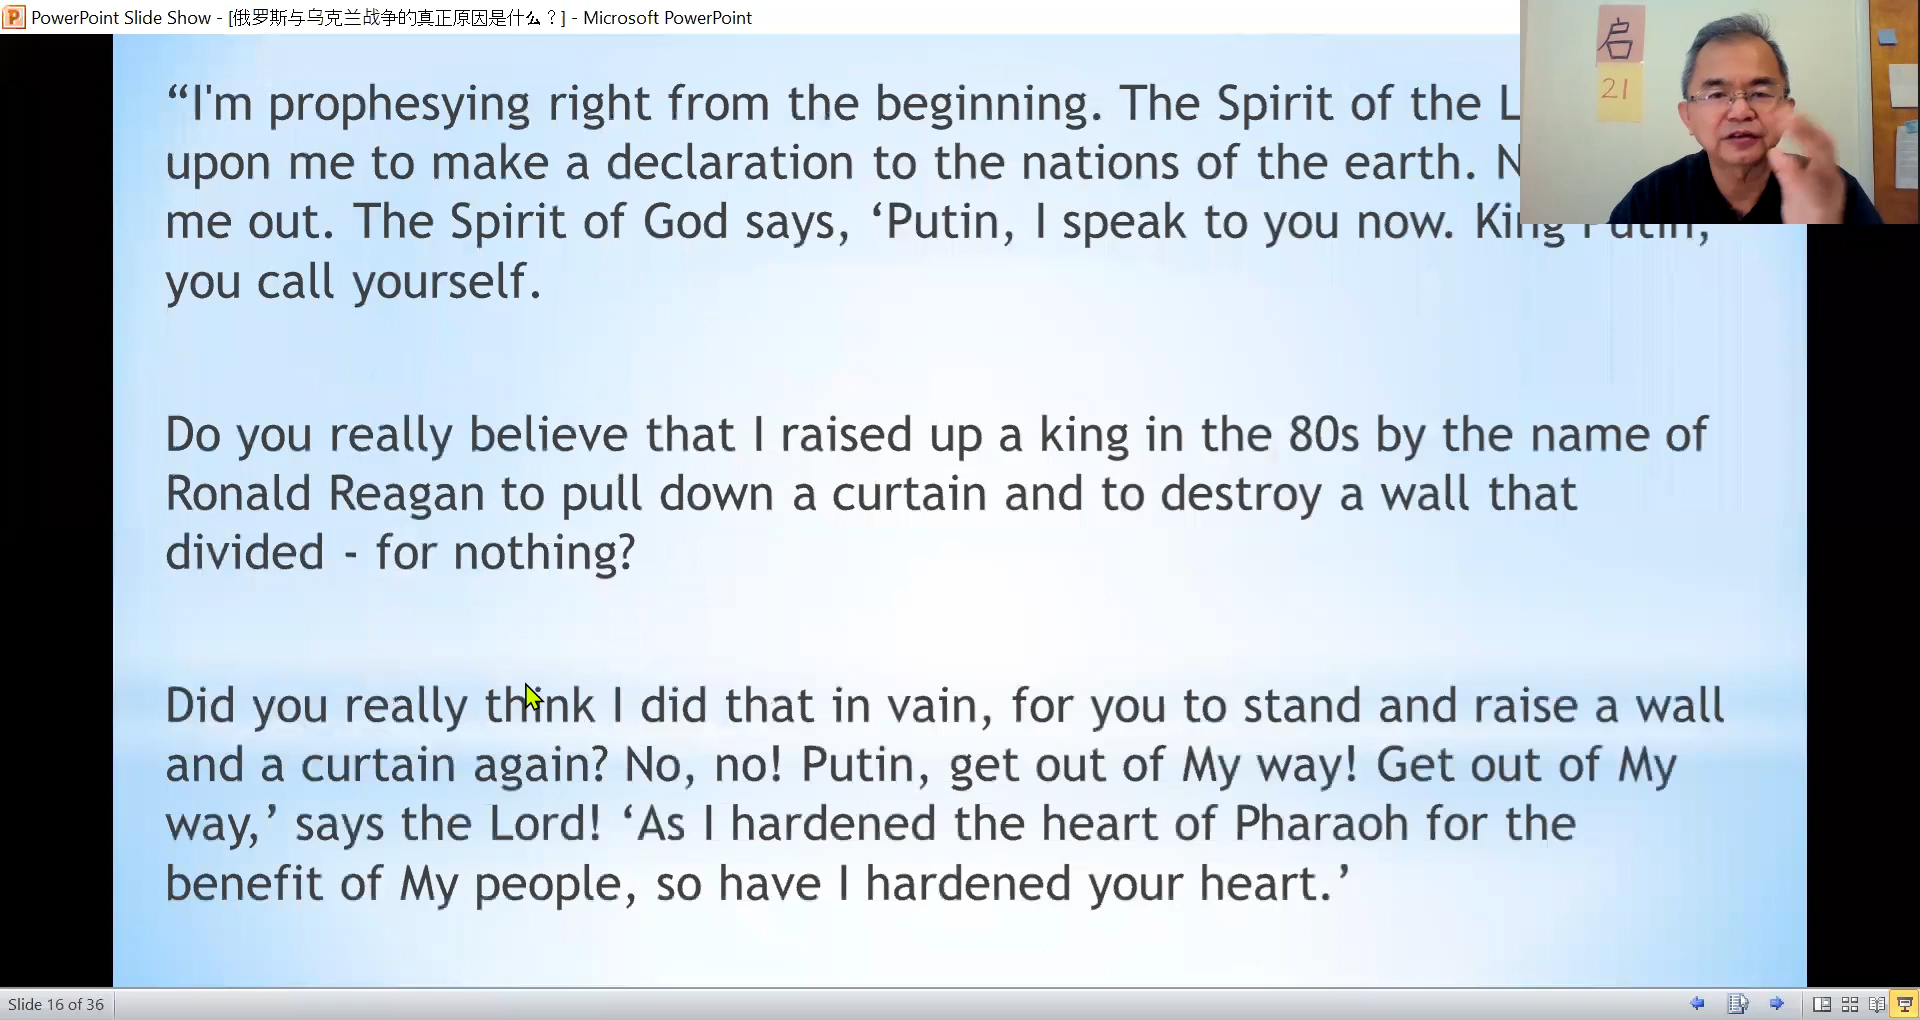 PowerPoint Slide Show - [俄罗斯与乌克兰战争的真正原因是什么？] - Microsoft PowerPoint
启
21
“I'm prophesying right from the beginning. The Spirit of the L
upon me to make a declaration to the nations of the earth. N
me out. The Spirit of God says, ‘Putin, I speak to you now. King Putin,
you call yourself.
Do you really believe that I raised up a king in the 80s by the name of
Ronald Reagan to pull down a curtain and to destroy a wall that
divided - for nothing?
Did you really think I did that in vain, for you to stand and raise a wall
and a curtain again? No, no! Putin, get out of My way! Get out of My
way,’ says the Lord! ‘As I hardened the heart of Pharaoh for the
benefit of My people, so have I hardened your heart.’
Slide 16 of 36